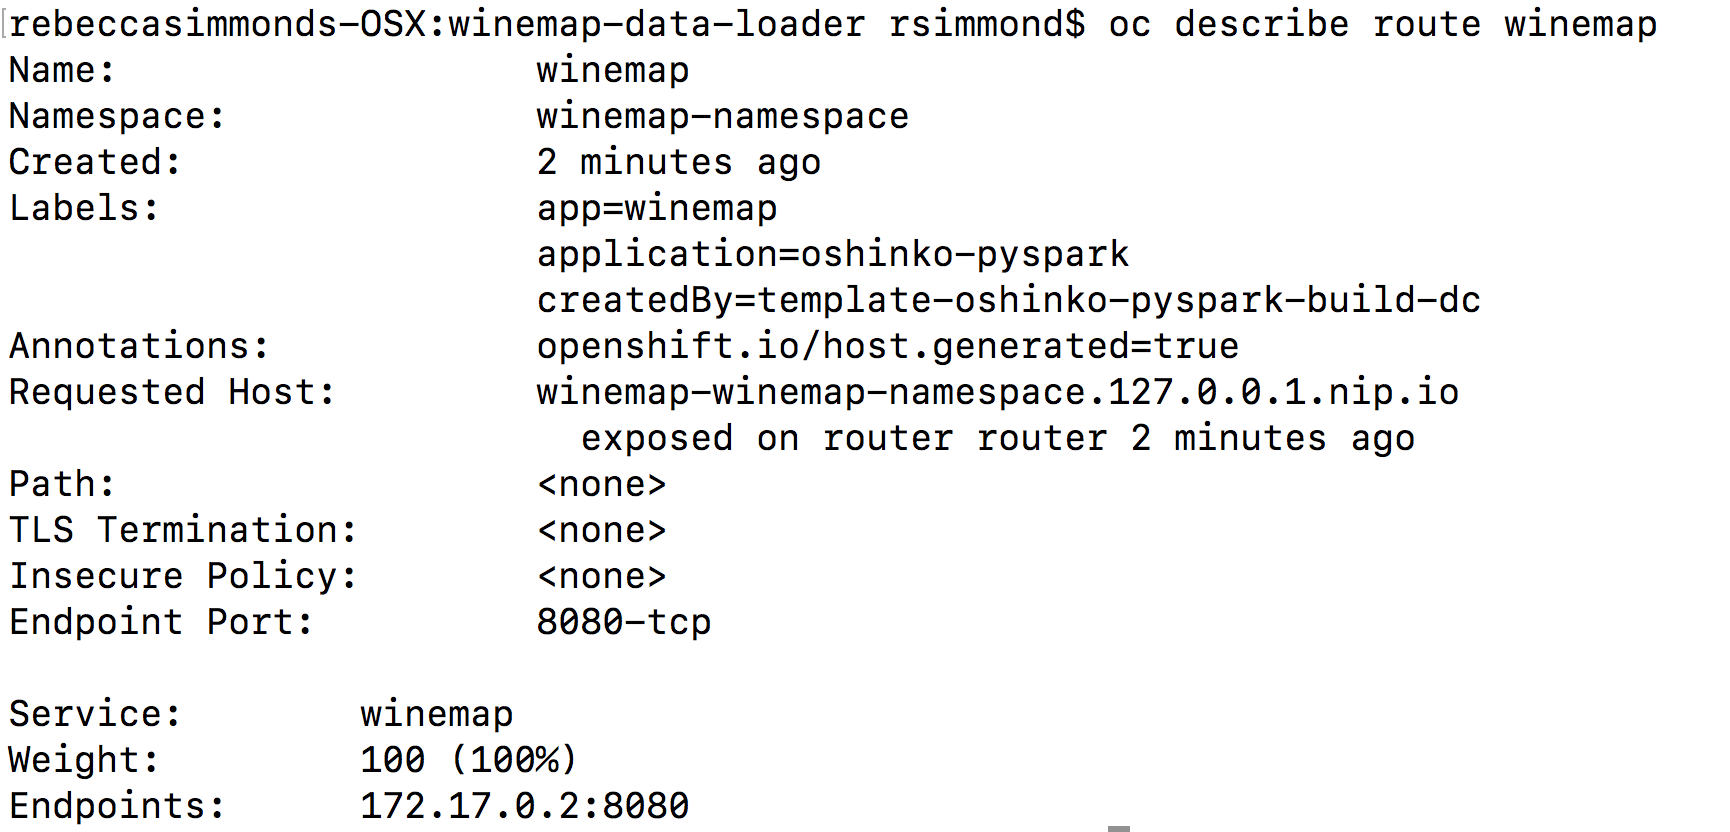 [rebeccasimmonds-OSX:winemap-data-loader rsimmond$ oc describe route winemap
Name: winemap
Namespace: winemap-namespace
Created: 2 minutes ago
Labels: app=winemap
application=oshinko-pyspark
createdBy=template-oshinko-pyspark-build-dc
Annotations: openshift.io/host.generated=true
Requested Host: winemap-winemap-namespace.127.0.0.1.nip.io
exposed on router router 2 minutes ago
Path: <none>
TLS Termination: <none>
Insecure Policy: <none>
Endpoint Port: 8080-tcp
Service: winemap
Weight: 100 (100%)
Endpoints: 172.17.0.2:8080